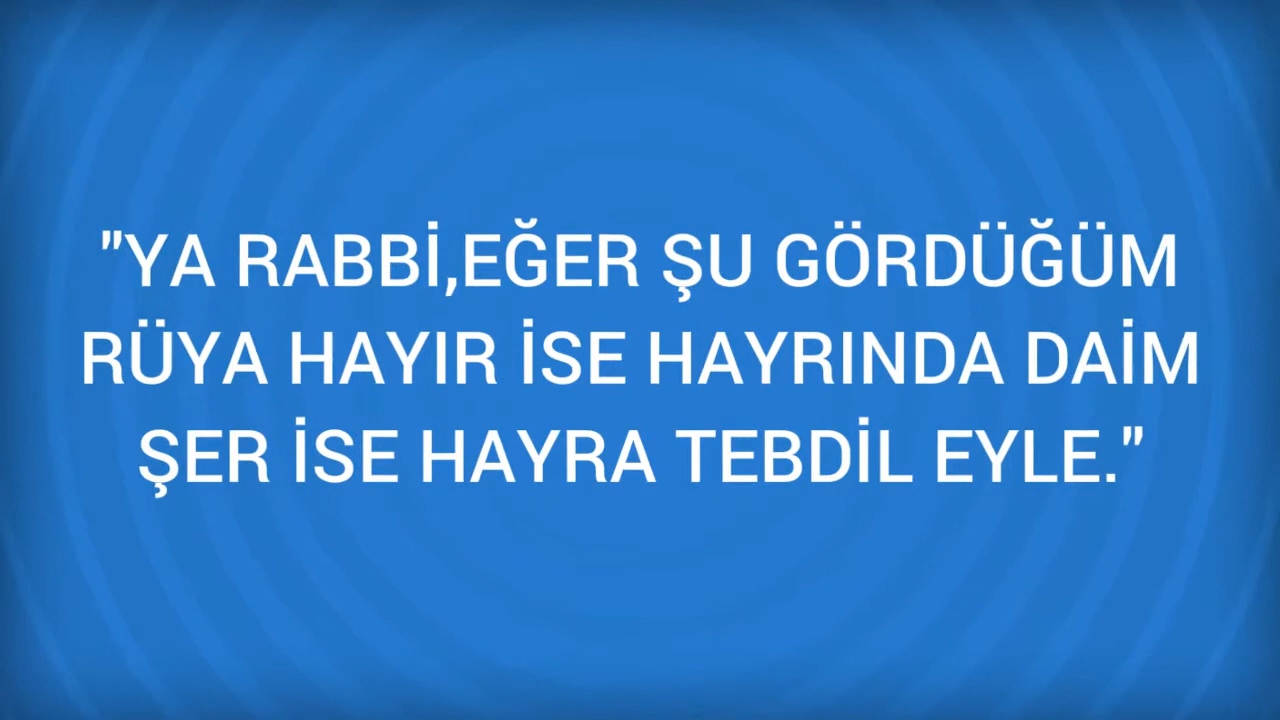 "YA RABBİ,EĞER ŞU GÖRDÜĞÜM
RÜYA HAYIR İSE HAYRINDA DAİM
ŞER İSE HAYRA TEBDİL EYLE."